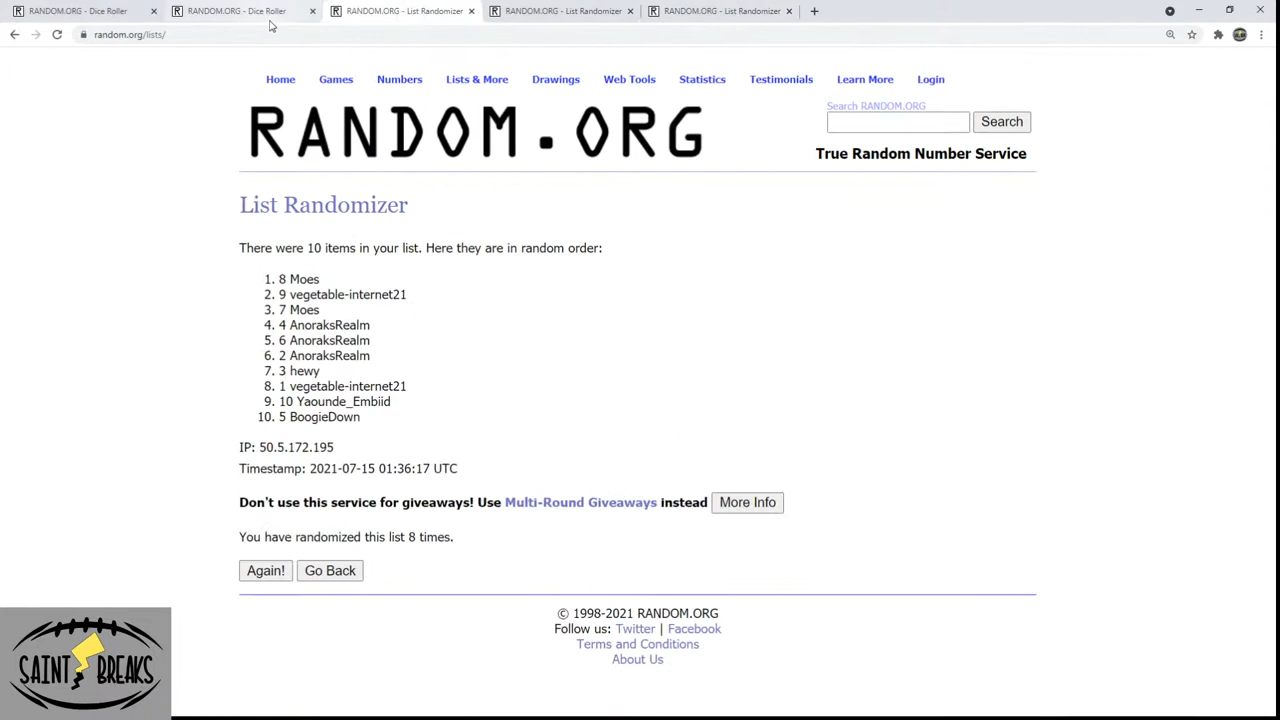 RANDOM.ORG - Dice Roller
RANDOM.ORG - Dice Roller
RANDOM.ORG - List Randomizer
RANDOM.ORG - List Randomizer
RANDOM.ORG - List Randomizer
random.org/lists/
Home Games Numbers Lists & More Drawings Web Tools Statistics Testimonials Learn More Login
RANDOM.ORG
Search RANDOM.ORG
Search
True Random Number Service
List Randomizer
There were 10 items in your list. Here they are in random order:
1. 8 Moes
2. 9 vegetable-internet21
3. 7 Moes
4. 4 AnoraksRealm
5. 6 AnoraksRealm
6. 2 AnoraksRealm
7. 3 hewy
8. 1 vegetable-internet21
9. 10 Yaounde_Embiid
10. 5 BoogieDown
IP: 50.5.172.195
Timestamp: 2021-07-15 01:36:17 UTC
Don't use this service for giveaways! Use Multi-Round Giveaways instead More Info
You have randomized this list 8 times.
Again! Go Back
© 1998-2021 RANDOM.ORG
Follow us: Twitter | Facebook
Terms and Conditions
About Us
SAINT BREAKS